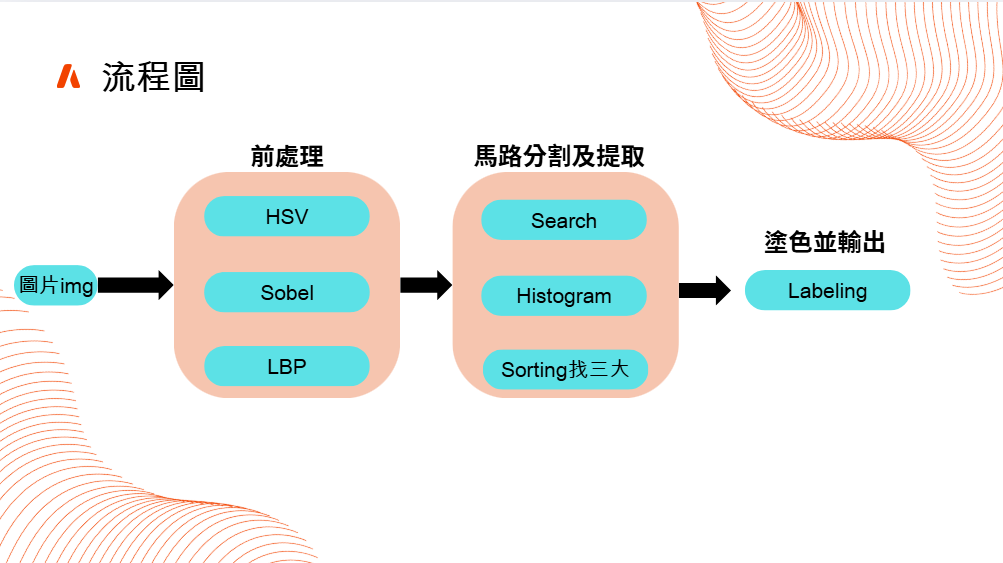 流程圖
前處理
HSV
Sobel
LBP
馬路分割及提取
Search
Histogram
Sorting找三大
塗色並輸出
Labeling
圖片img